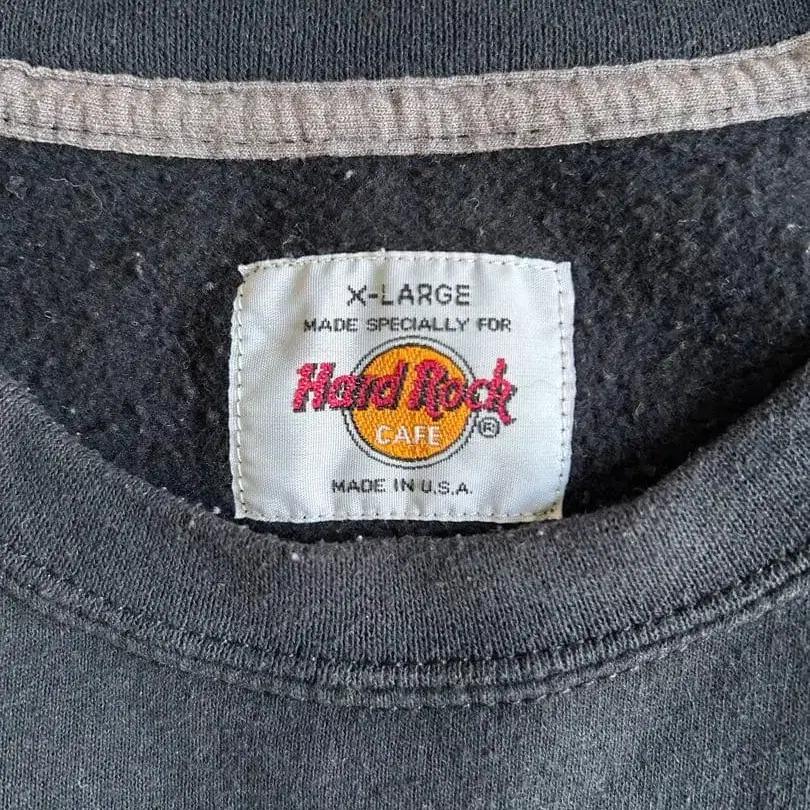 X-LARGE
MADE SPECIALLY FOR
Hard Rock
CAFE ®
MADE IN U.S.A.